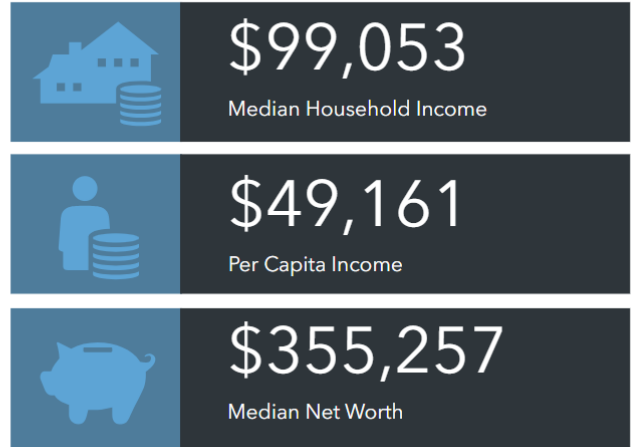 $99,053
Median Household Income
$49,161
Per Capita Income
$355,257
Median Net Worth